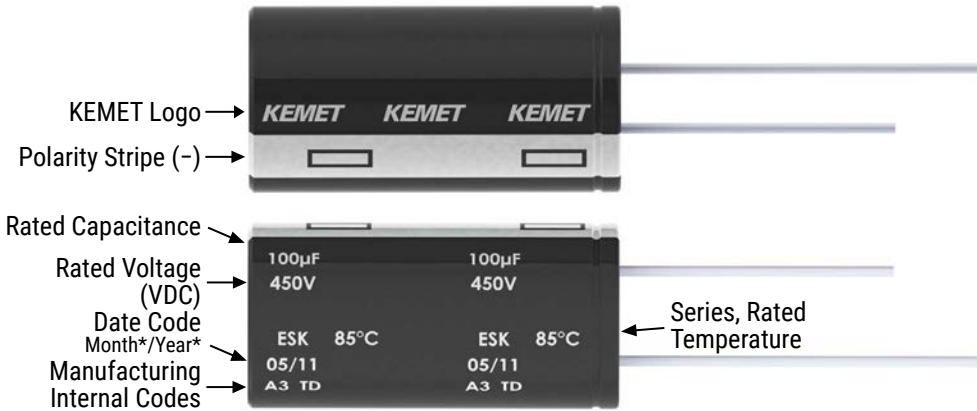 KEMET Logo
KEMET KEMET KEMET
Polarity Stripe (−)
Rated Capacitance
100µF 100µF
Rated Voltage
(VDC)
450V 450V
Date Code
Month*/Year*
ESK 85°C ESK 85°C
05/11 05/11
Manufacturing
Internal Codes
A3 TD A3 TD
Series, Rated
Temperature